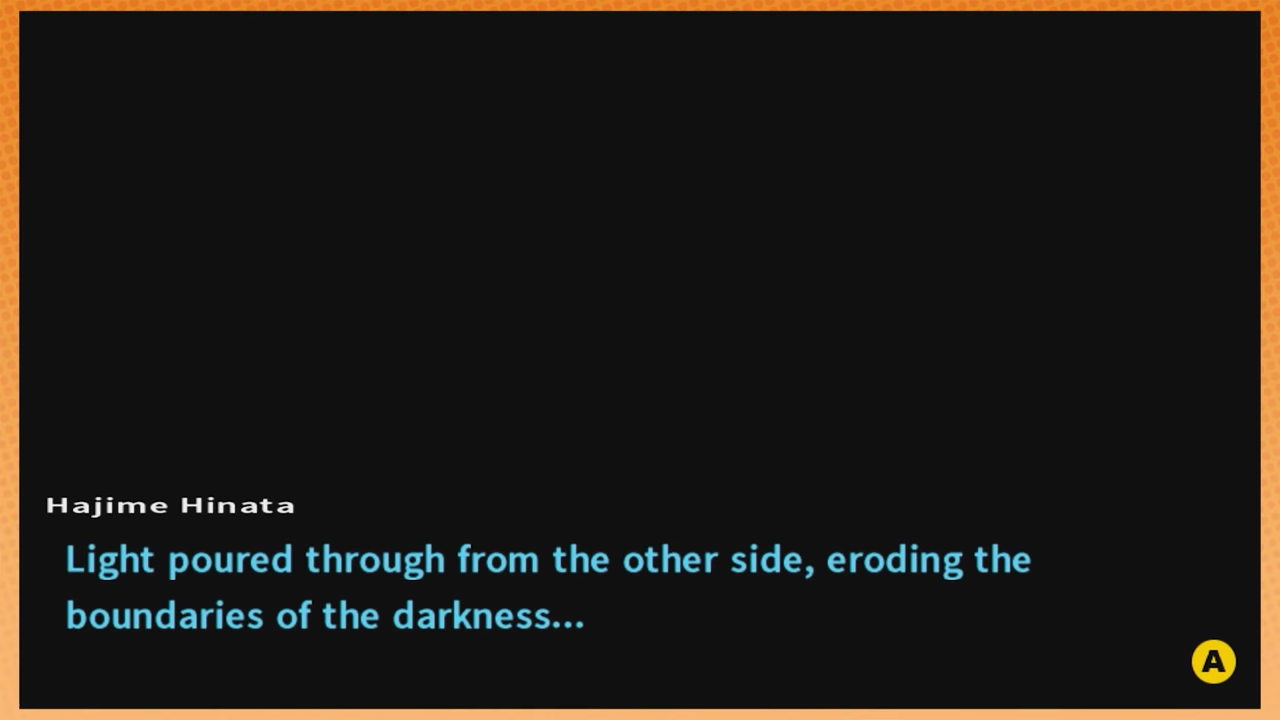 Hajime Hinata
Light poured through from the other side, eroding the
boundaries of the darkness...
A